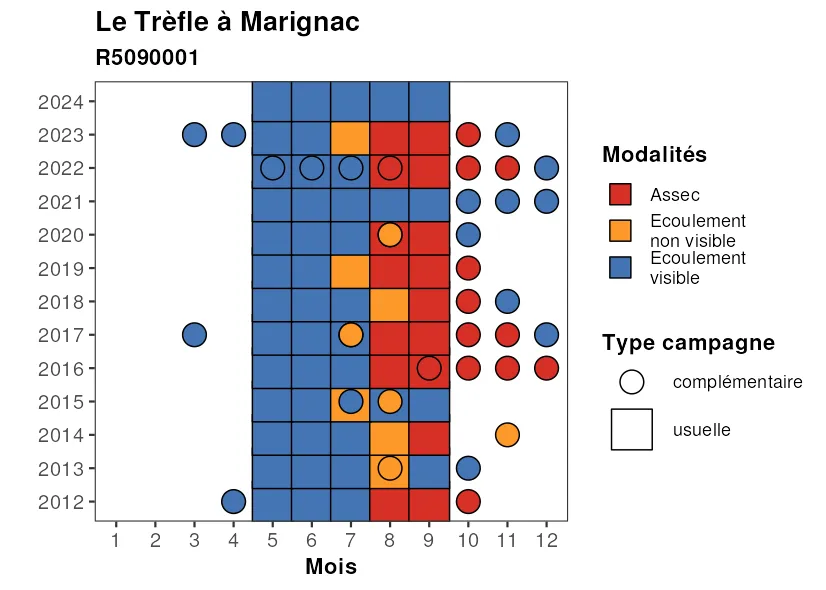 Le Trèfle à Marignac
R5090001
2024
2023
2022
2021
2020
2019
2018
2017
2016
2015
2014
2013
2012
1 2 3 4 5 6 7 8 9 10 11 12
Mois
Modalités
Assec
Ecoulement
non visible
Ecoulement
visible
Type campagne
complémentaire
usuelle